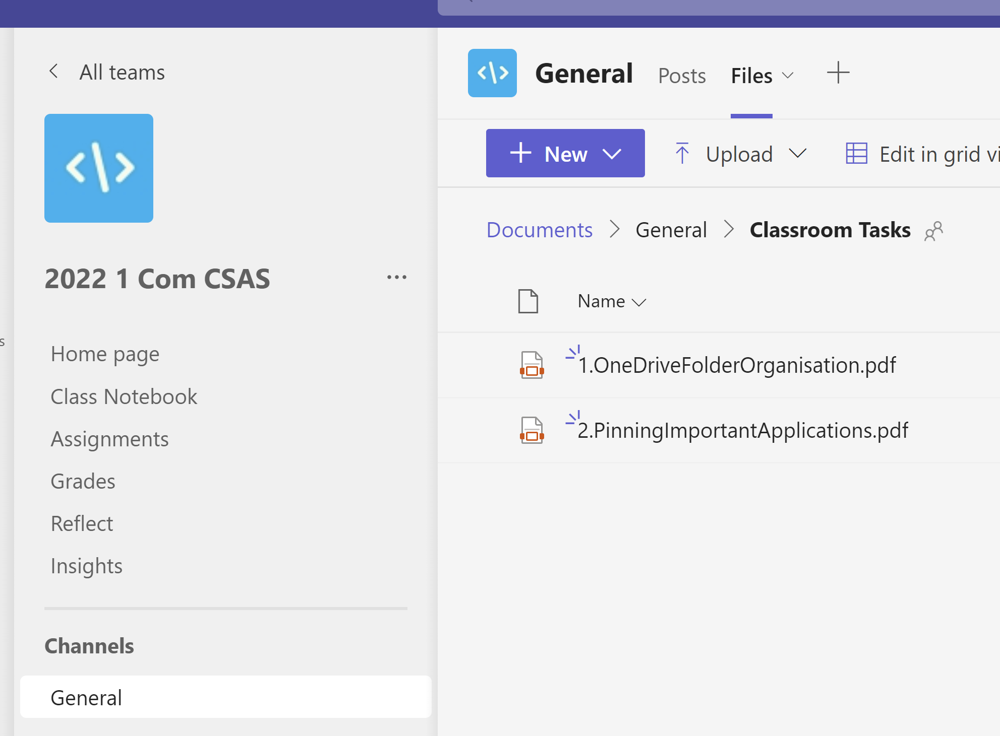 All teams
2022 1 Com CSAS
Home page
Class Notebook
Assignments
Grades
Reflect
Insights
Channels
General
General Posts Files
New Upload Edit in grid vi
Documents > General > Classroom Tasks
Name
1.OneDriveFolderOrganisation.pdf
2.PinningImportantApplications.pdf